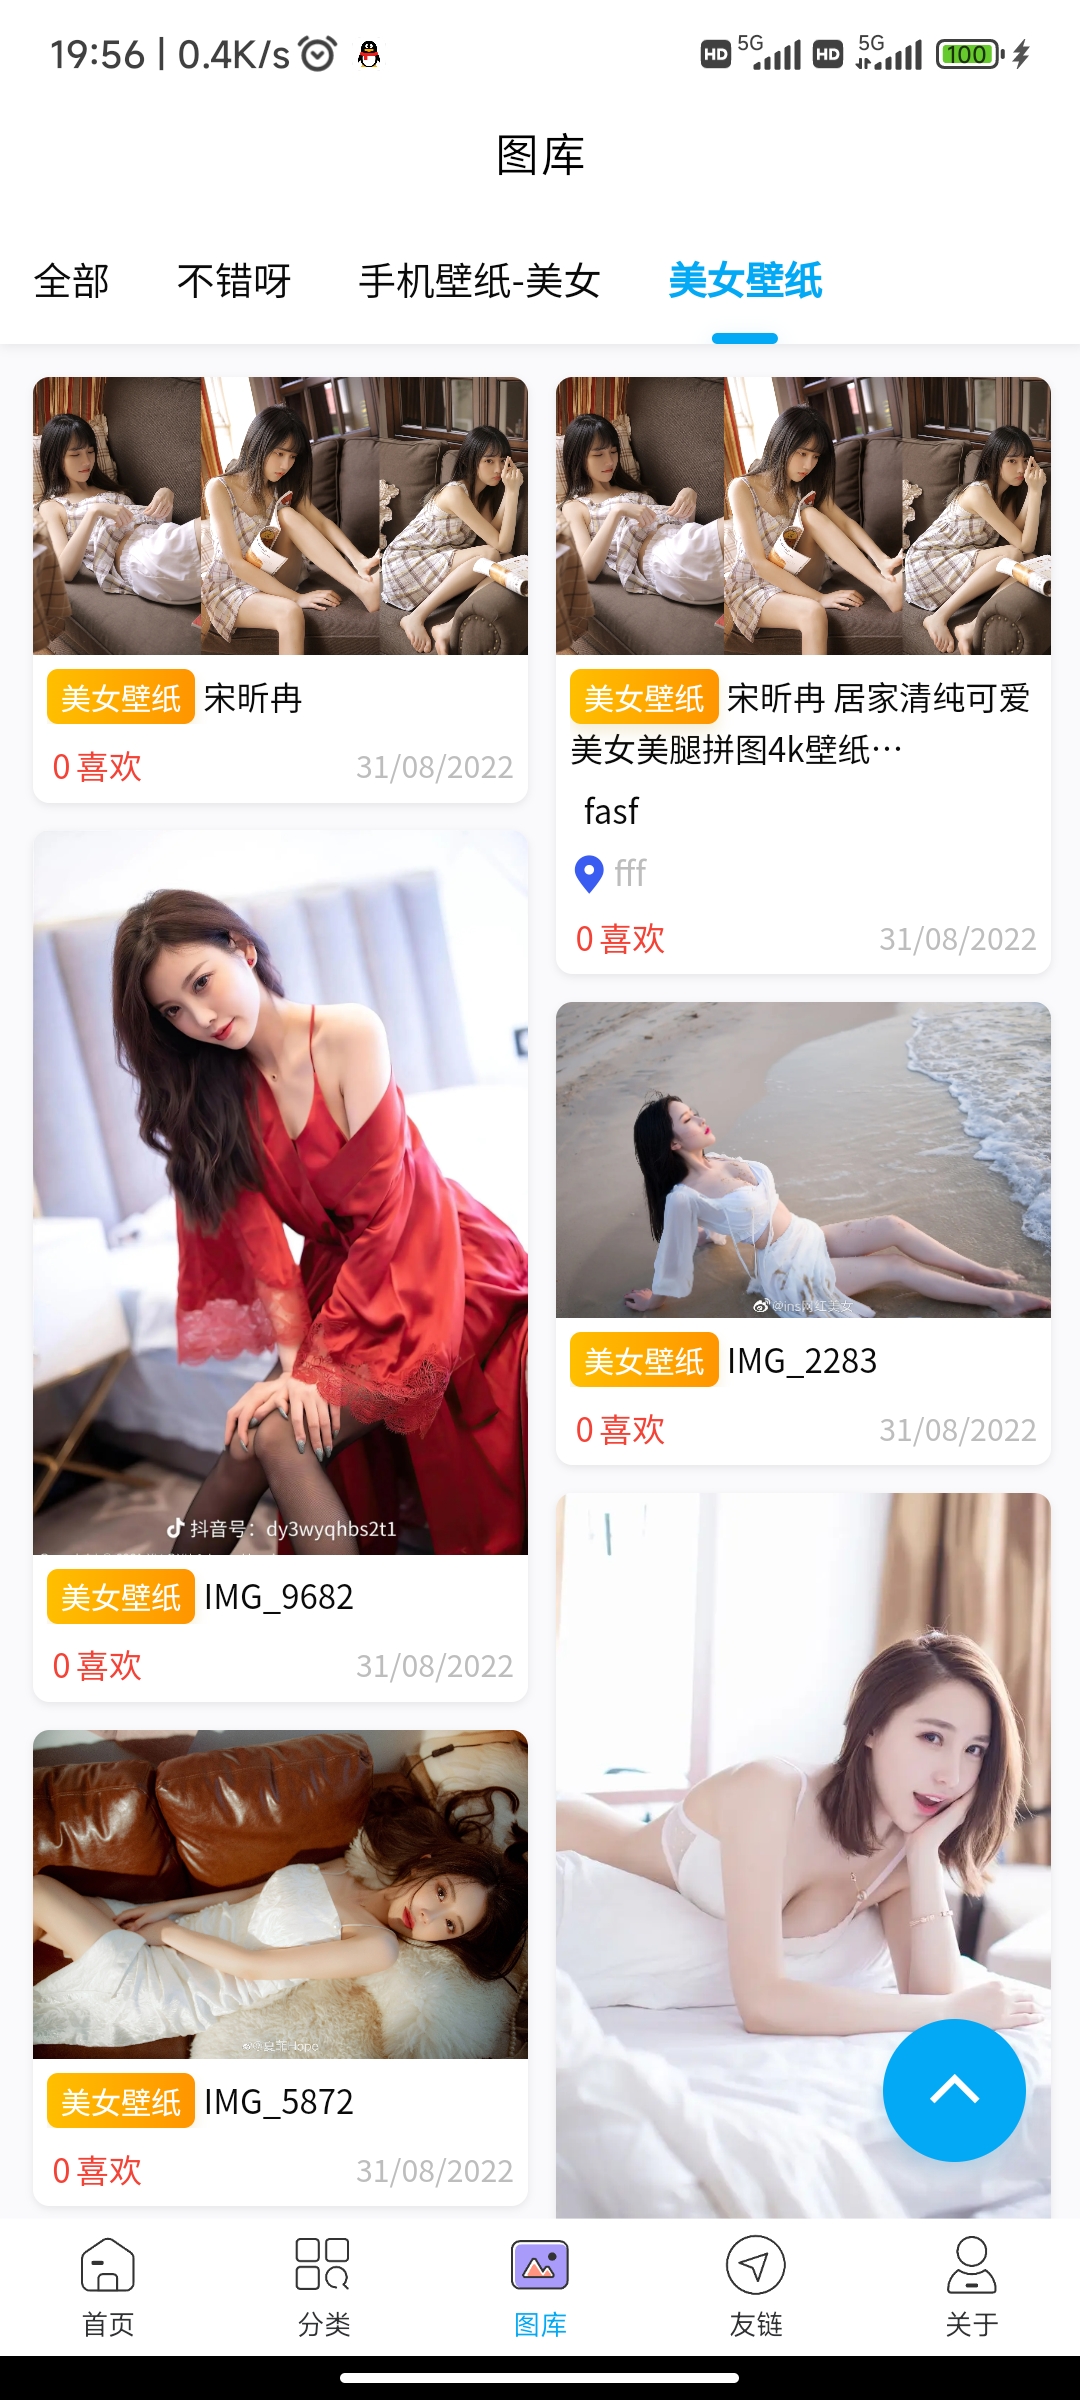 19:56 | 0.4K/s
HD 5G HD 5G 100
图库
全部 不错呀 手机壁纸-美女 美女壁纸
美女壁纸 宋昕冉
0 喜欢 31/08/2022
美女壁纸 宋昕冉 居家清纯可爱
美女美腿拼图4k壁纸…
fasf
fff
0 喜欢 31/08/2022
抖音号：dy3wyqhbs2t1
美女壁纸 IMG_9682
0 喜欢 31/08/2022
@ins网红美女
美女壁纸 IMG_2283
0 喜欢 31/08/2022
美女壁纸 IMG_5872
0 喜欢 31/08/2022
首页 分类 图库 友链 关于